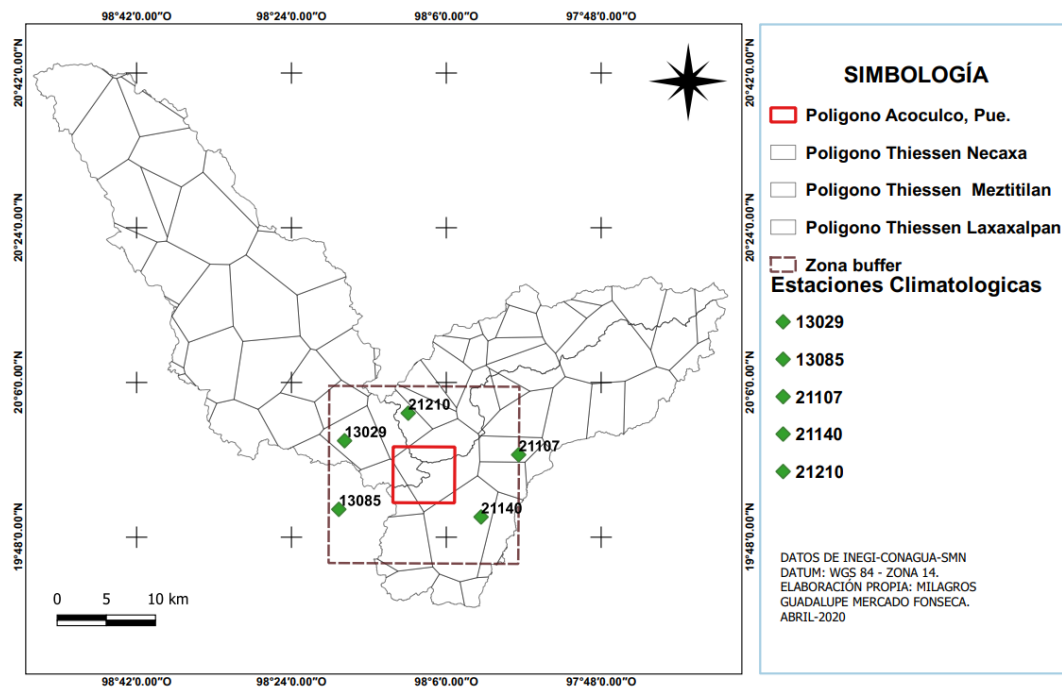 98°42'0.00"N 98°24'0.00"N 98°6'0.00"N 97°48'0.00"N
20°42'0.00"N 20°42'0.00"N
20°24'0.00"N 20°24'0.00"N
20°6'0.00"N 20°6'0.00"N
19°48'0.00"N 19°48'0.00"N
21210
13029
21107
13085
21140
0 5 10 km
98°42'0.00"N 98°24'0.00"N 98°6'0.00"N 97°48'0.00"N
SIMBOLOGÍA
Poligono Acoculco, Pue.
Poligono Thiessen Necaxa
Poligono Thiessen Meztitilan
Poligono Thiessen Laxaxalpan
Zona buffer
Estaciones Climatologicas
13029
13085
21107
21140
21210
DATOS DE INEGI-CONAGUA-SMN
DATUM: WGS 84 - ZONA 14.
ELABORACIÓN PROPIA: MILAGROS
GUADALUPE MERCADO FONSECA.
ABRIL-2020